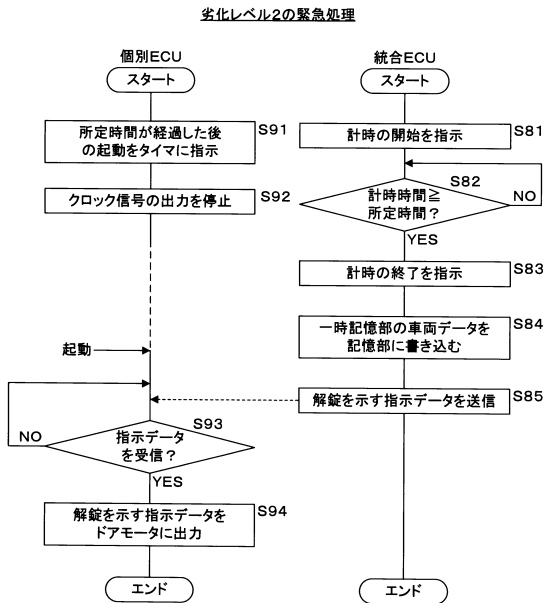 劣化レベル2の緊急処理
個別ECU
スタート
所定時間が経過した後
の起動をタイマに指示
S91
クロック信号の出力を停止
S92
起動
指示データ
を受信？
S93
NO
YES
解錠を示す指示データを
ドアモータに出力
S94
エンド
統合ECU
スタート
計時の開始を指示
S81
計時時間≧
所定時間？
S82
NO
YES
計時の終了を指示
S83
一時記憶部の車両データを
記憶部に書き込む
S84
解錠を示す指示データを送信
S85
エンド